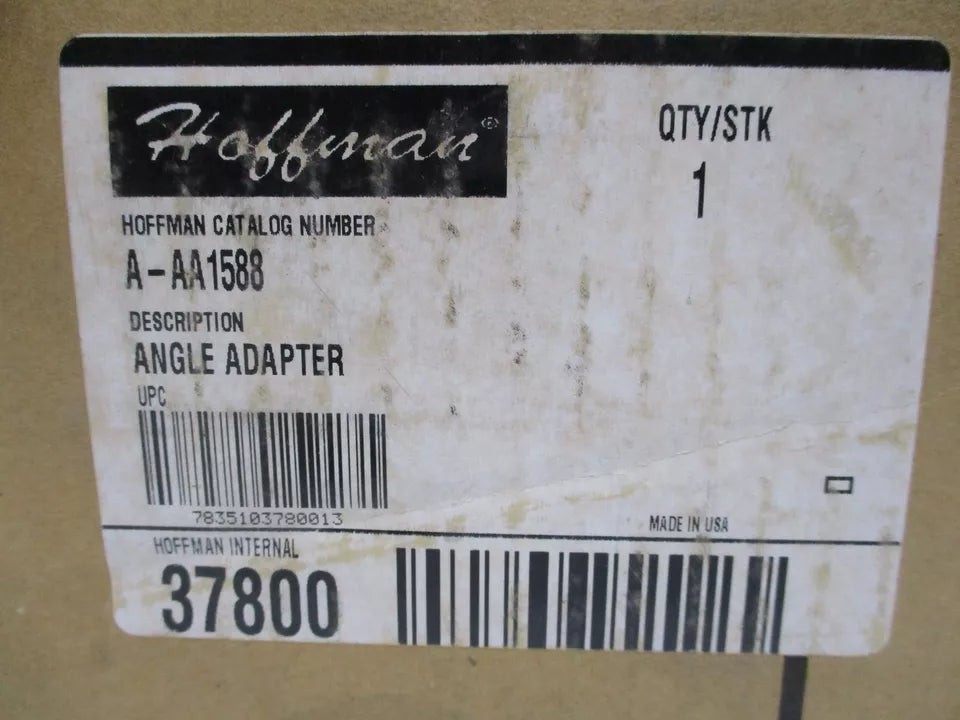 Hoffman®
QTY/STK
1
HOFFMAN CATALOG NUMBER
A-AA1588
DESCRIPTION
ANGLE ADAPTER
UPC
7835103780013
MADE IN USA
HOFFMAN INTERNAL
37800